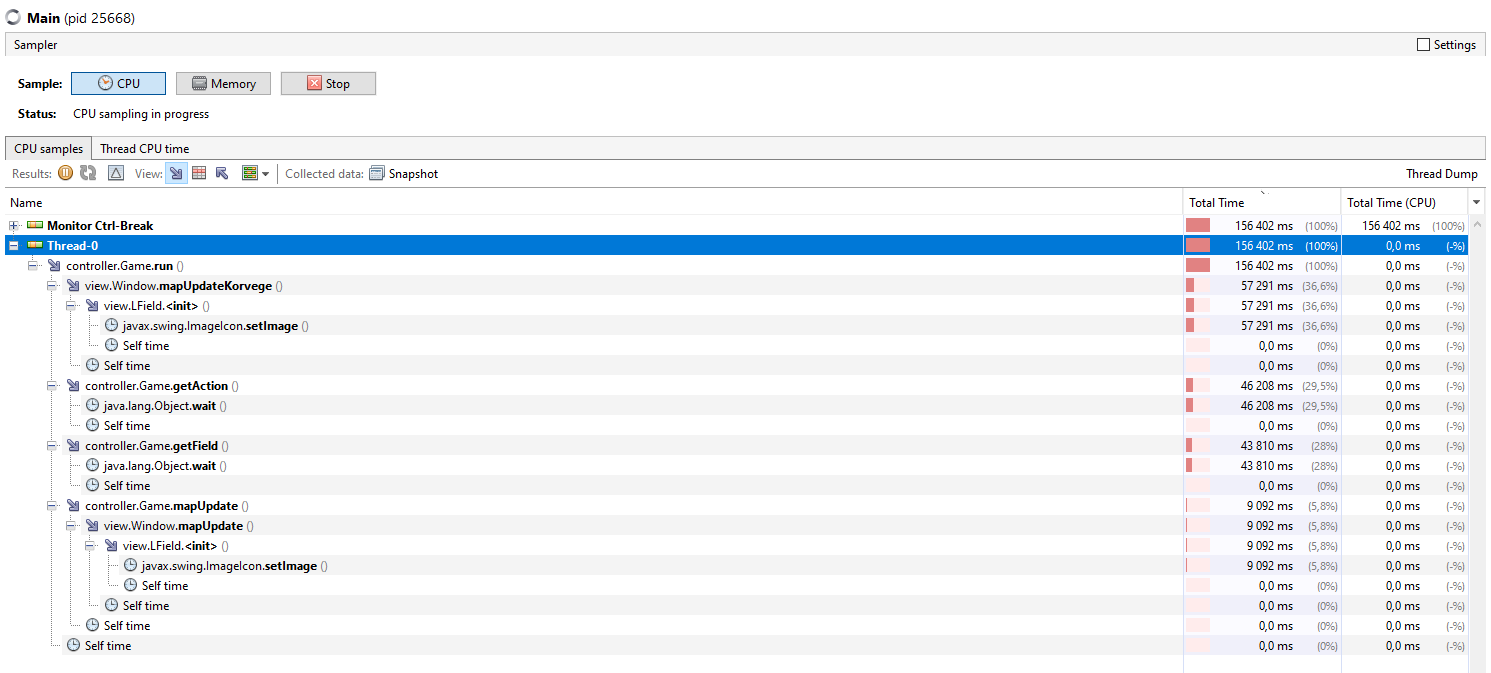 Main (pid 25668)
Sampler Settings
Sample: CPU Memory Stop
Status: CPU sampling in progress
CPU samples Thread CPU time
Results: View: Collected data: Snapshot Thread Dump
Name Total Time Total Time (CPU)
Monitor Ctrl-Break 156 402 ms (100%) 156 402 ms (100%)
Thread-0 156 402 ms (100%) 0,0 ms (-%)
controller.Game.run () 156 402 ms (100%) 0,0 ms (-%)
view.Window.mapUpdateKorvege () 57 291 ms (36,6%) 0,0 ms (-%)
view.LField.<init> () 57 291 ms (36,6%) 0,0 ms (-%)
javax.swing.ImageIcon.setImage () 57 291 ms (36,6%) 0,0 ms (-%)
Self time 0,0 ms (0%) 0,0 ms (-%)
Self time 0,0 ms (0%) 0,0 ms (-%)
controller.Game.getAction () 46 208 ms (29,5%) 0,0 ms (-%)
java.lang.Object.wait () 46 208 ms (29,5%) 0,0 ms (-%)
Self time 0,0 ms (0%) 0,0 ms (-%)
controller.Game.getField () 43 810 ms (28%) 0,0 ms (-%)
java.lang.Object.wait () 43 810 ms (28%) 0,0 ms (-%)
Self time 0,0 ms (0%) 0,0 ms (-%)
controller.Game.mapUpdate () 9 092 ms (5,8%) 0,0 ms (-%)
view.Window.mapUpdate () 9 092 ms (5,8%) 0,0 ms (-%)
view.LField.<init> () 9 092 ms (5,8%) 0,0 ms (-%)
javax.swing.ImageIcon.setImage () 9 092 ms (5,8%) 0,0 ms (-%)
Self time 0,0 ms (0%) 0,0 ms (-%)
Self time 0,0 ms (0%) 0,0 ms (-%)
Self time 0,0 ms (0%) 0,0 ms (-%)
Self time 0,0 ms (0%) 0,0 ms (-%)